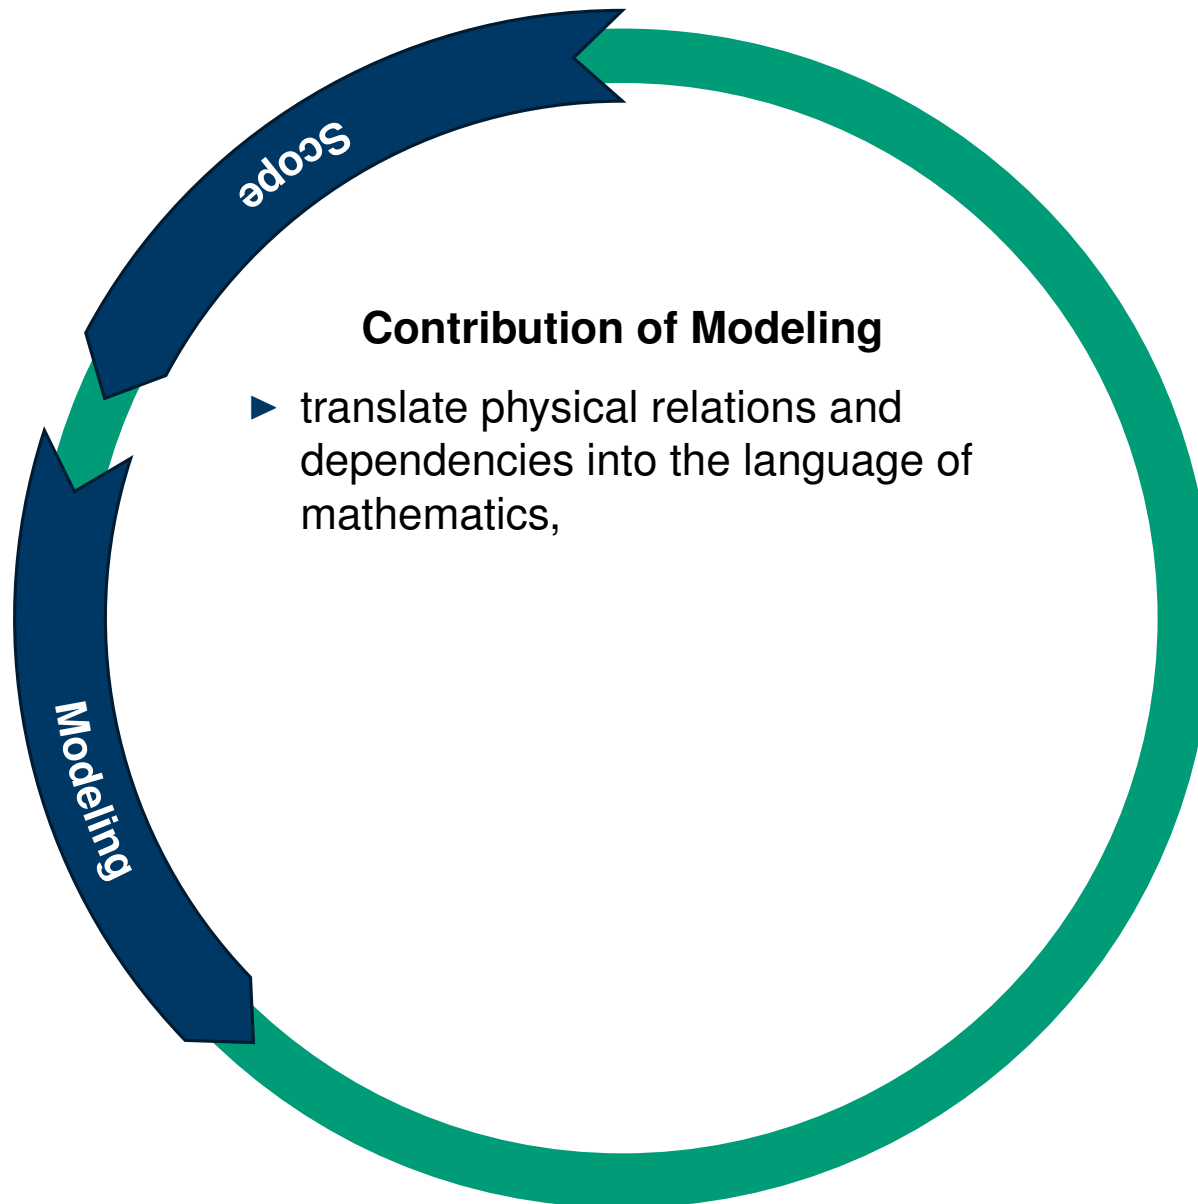 Scope
Contribution of Modeling
► translate physical relations and
dependencies into the language of
mathematics,
Modeling